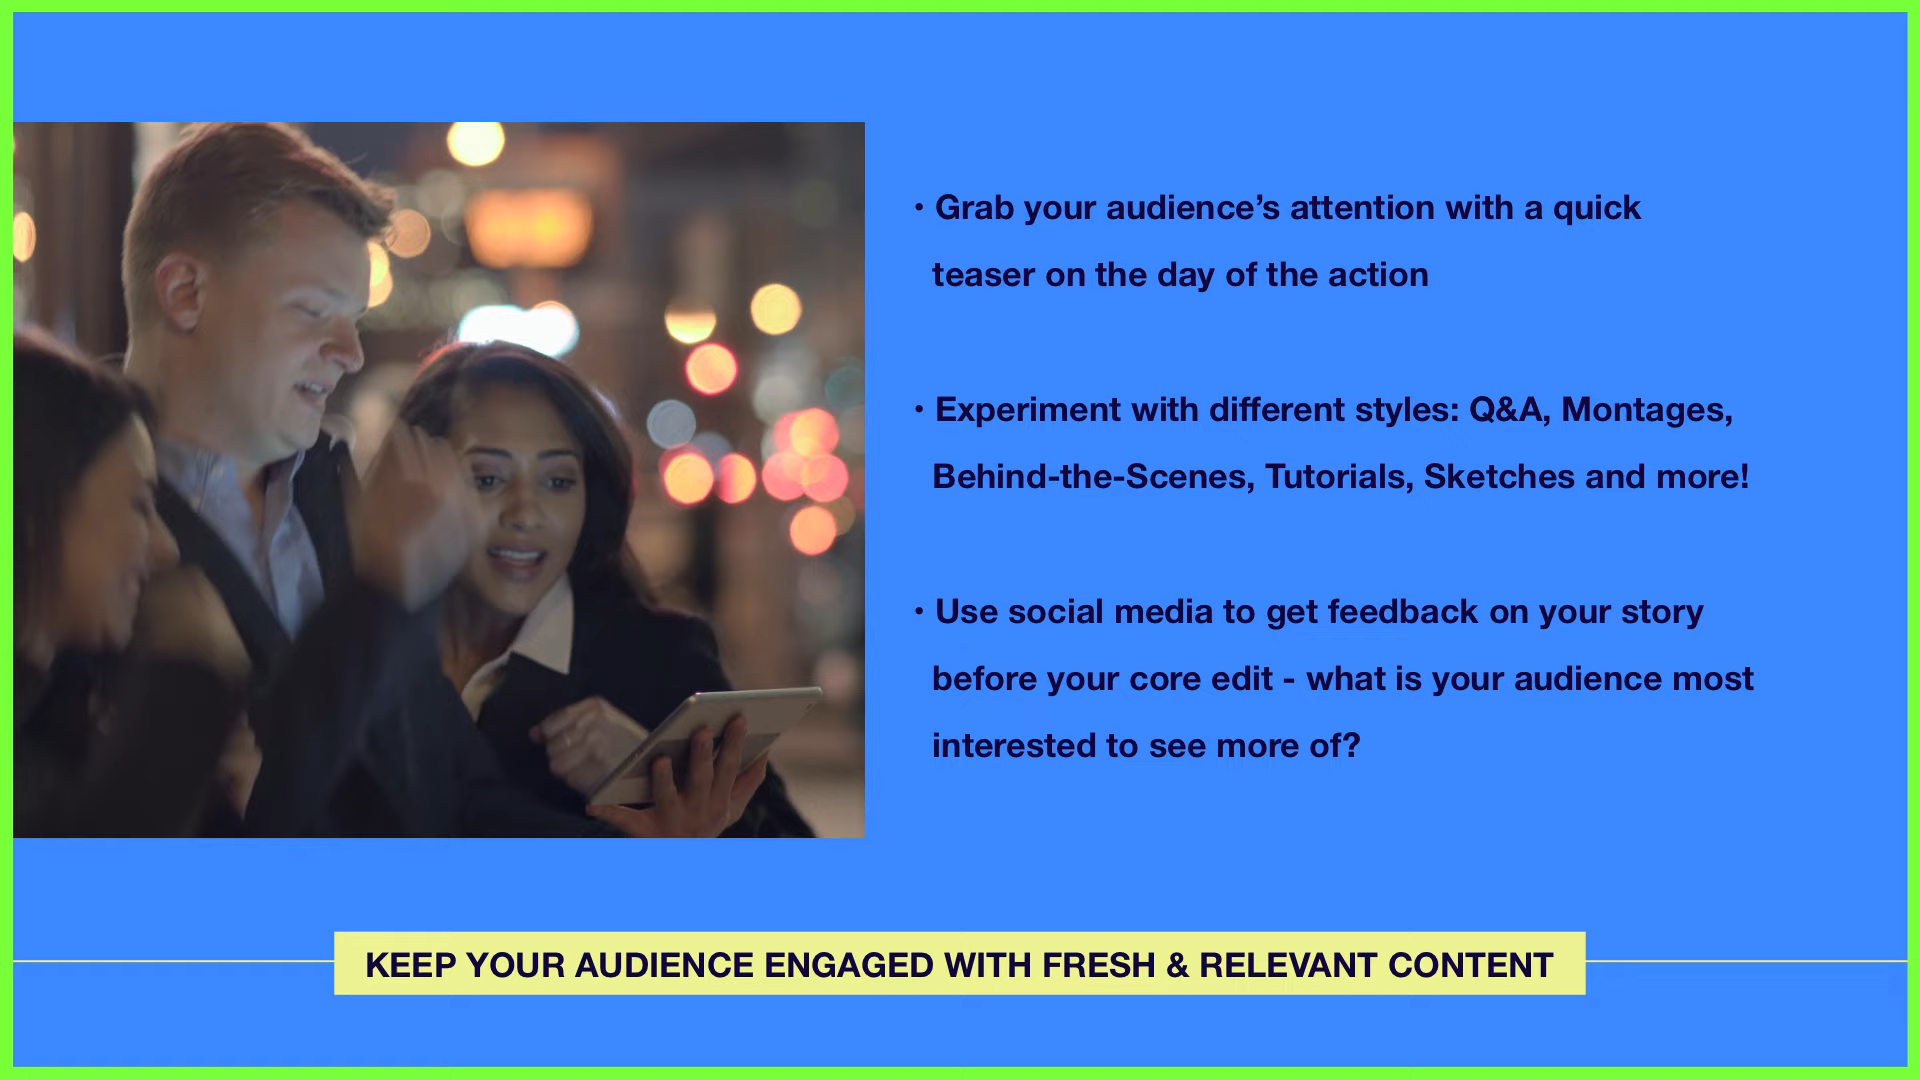 • Grab your audience’s attention with a quick
teaser on the day of the action
• Experiment with different styles: Q&A, Montages,
Behind-the-Scenes, Tutorials, Sketches and more!
• Use social media to get feedback on your story
before your core edit - what is your audience most
interested to see more of?
KEEP YOUR AUDIENCE ENGAGED WITH FRESH & RELEVANT CONTENT